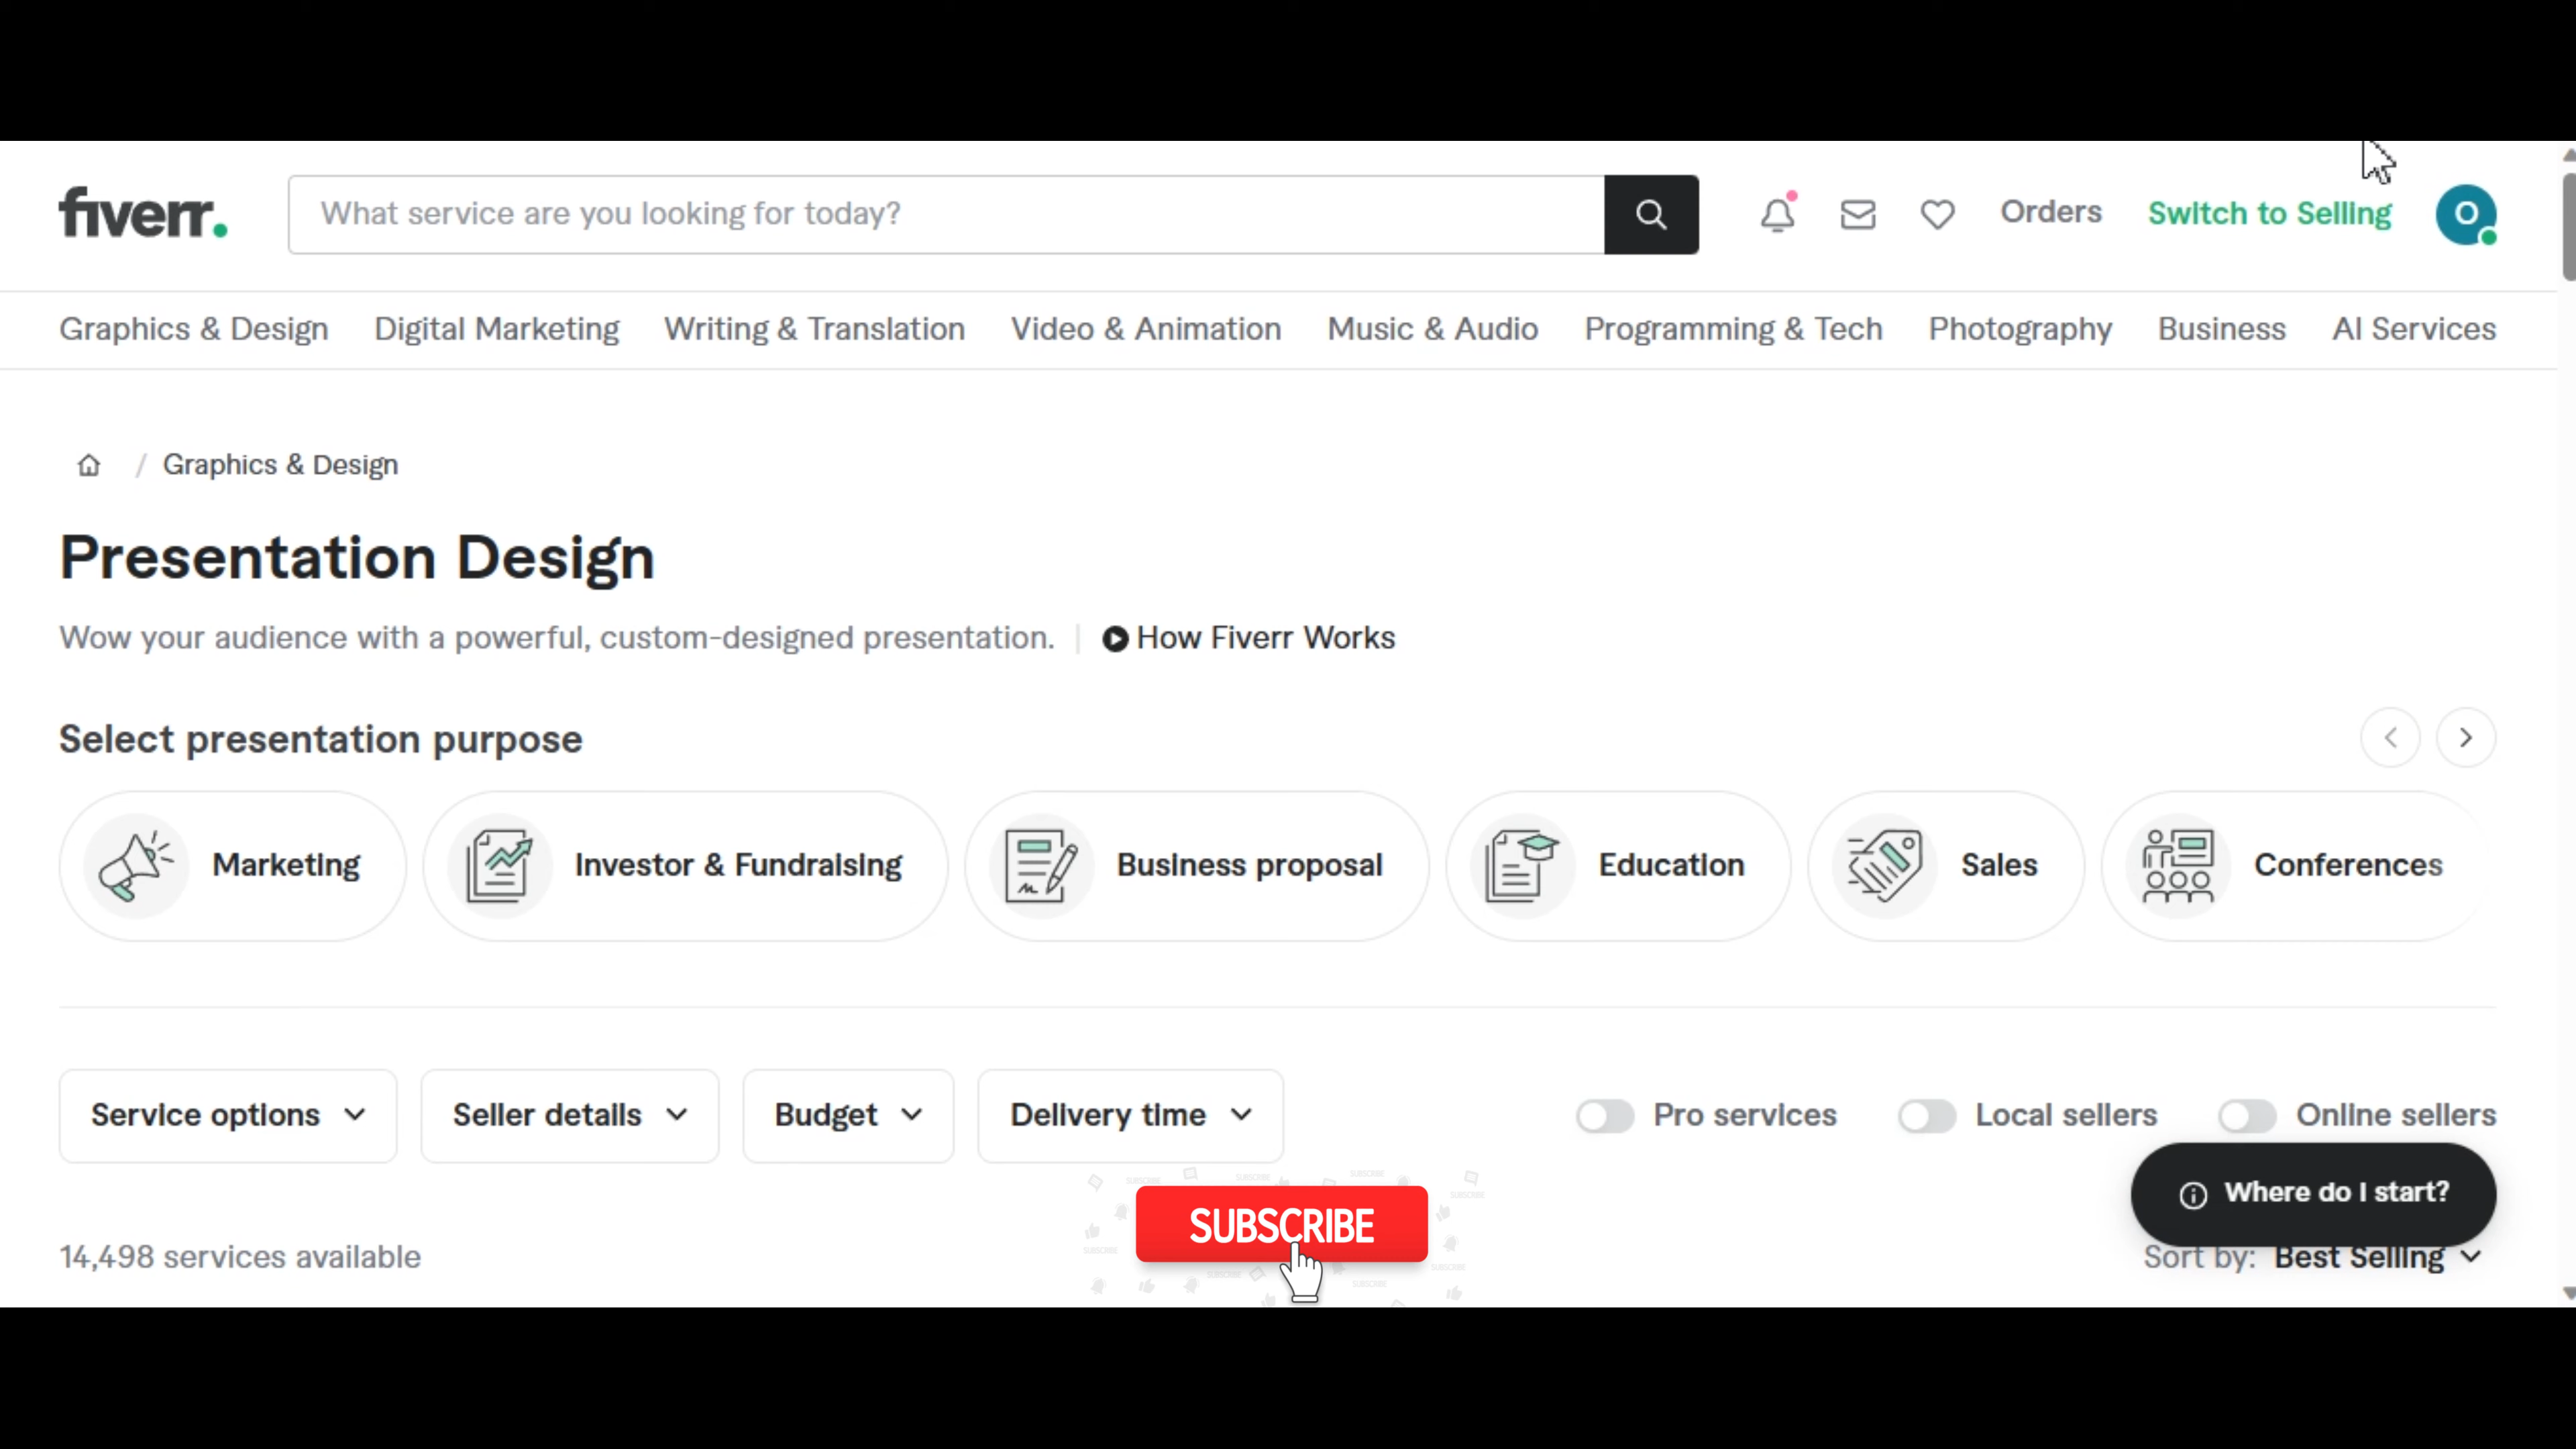 fiverr.
What service are you looking for today?
Orders
Switch to Selling
O
Graphics & Design
Digital Marketing
Writing & Translation
Video & Animation
Music & Audio
Programming & Tech
Photography
Business
AI Services
/ Graphics & Design
Presentation Design
Wow your audience with a powerful, custom-designed presentation.
How Fiverr Works
Select presentation purpose
Marketing
Investor & Fundraising
Business proposal
Education
Sales
Conferences
Service options
Seller details
Budget
Delivery time
Pro services
Local sellers
Online sellers
Where do I start?
SUBSCRIBE
14,498 services available
Sort by: Best Selling